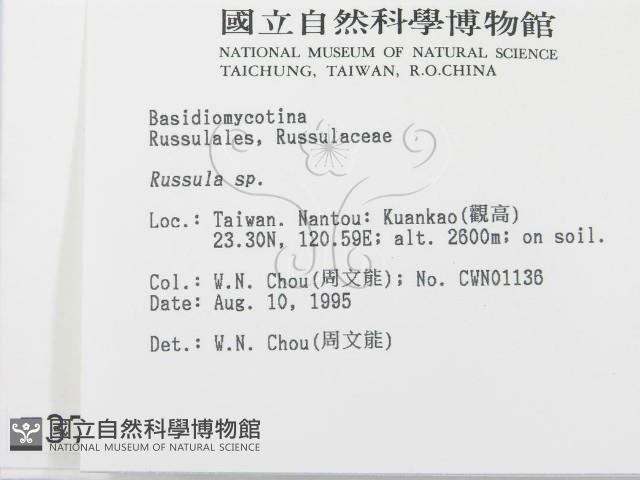 國立自然科學博物館
NATIONAL MUSEUM OF NATURAL SCIENCE
TAICHUNG, TAIWAN, R.O.CHINA
Basidiomycotina
Russulales, Russulaceae
Russula sp.
Loc.: Taiwan. Nantou: Kuankao(觀高)
23.30N, 120.59E; alt. 2600m; on soil.
Col.: W.N. Chou(周文能); No. CWN01136
Date: Aug. 10, 1995
Det.: W.N. Chou(周文能)
國立自然科學博物館
NATIONAL MUSEUM OF NATURAL SCIENCE